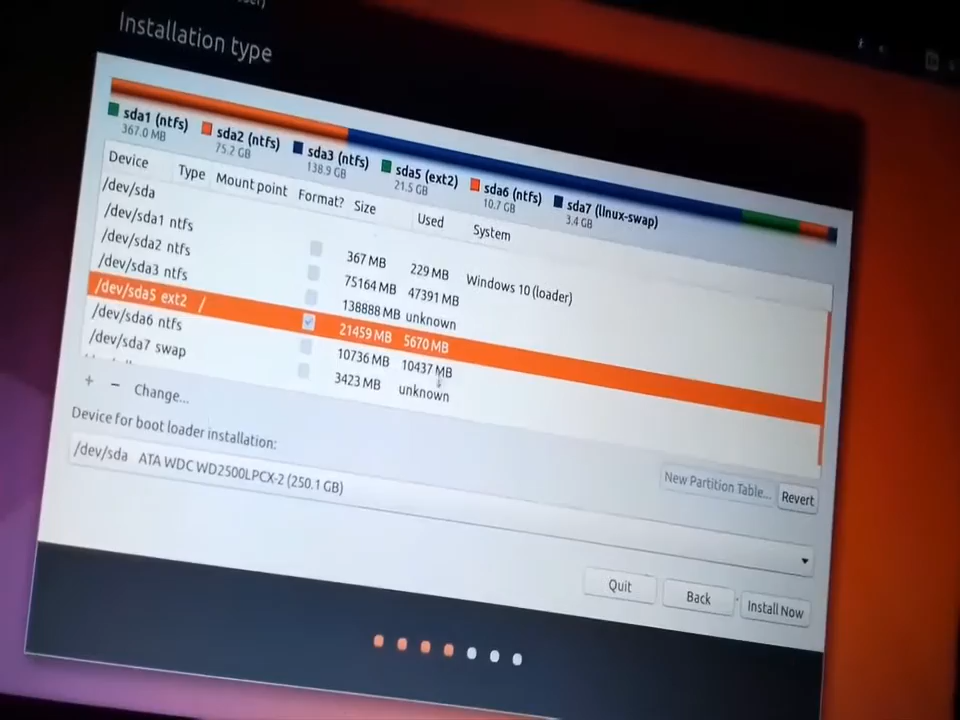 Installation type
sda1 (ntfs) sda2 (ntfs) sda3 (ntfs) sda5 (ext2) sda6 (ntfs) sda7 (linux-swap)
367.0 MB 75.2 GB 138.9 GB 21.5 GB 10.7 GB 3.4 GB
Device Type Mount point Format? Size Used System
/dev/sda
/dev/sda1 ntfs 367 MB 229 MB Windows 10 (loader)
/dev/sda2 ntfs 75164 MB 47391 MB
/dev/sda3 ntfs 138888 MB unknown
/dev/sda5 ext2 / 21459 MB 5670 MB
/dev/sda6 ntfs 10736 MB 10437 MB
/dev/sda7 swap 3423 MB unknown
+ − Change...
New Partition Table... Revert
Device for boot loader installation:
/dev/sda ATA WDC WD2500LPCX-2 (250.1 GB)
Quit Back Install Now